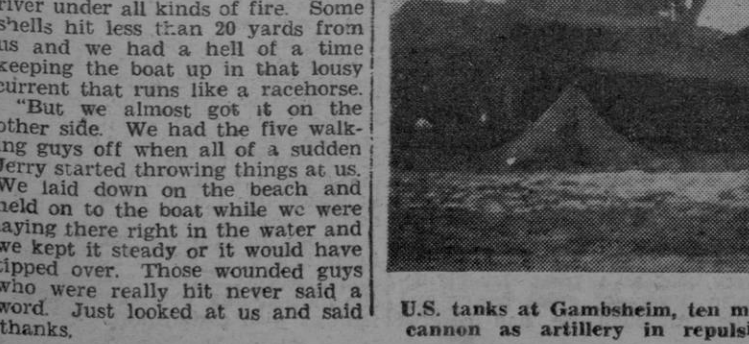 river under all kinds of fire. Some
shells hit less than 20 yards from
us and we had a hell of a time
keeping the boat up in that lousy
current that runs like a racehorse.
"But we almost got it on the
other side. We had the five walk-
ing guys off when all of a sudden
Jerry started throwing things at us.
We laid down on the beach and
held on to the boat while we were
laying there right in the water and
we kept it steady or it would have
tipped over. Those wounded guys
who were really hit never said a
word. Just looked at us and said
thanks.
U.S. tanks at Gambsheim, ten m
cannon as artillery in repulsi